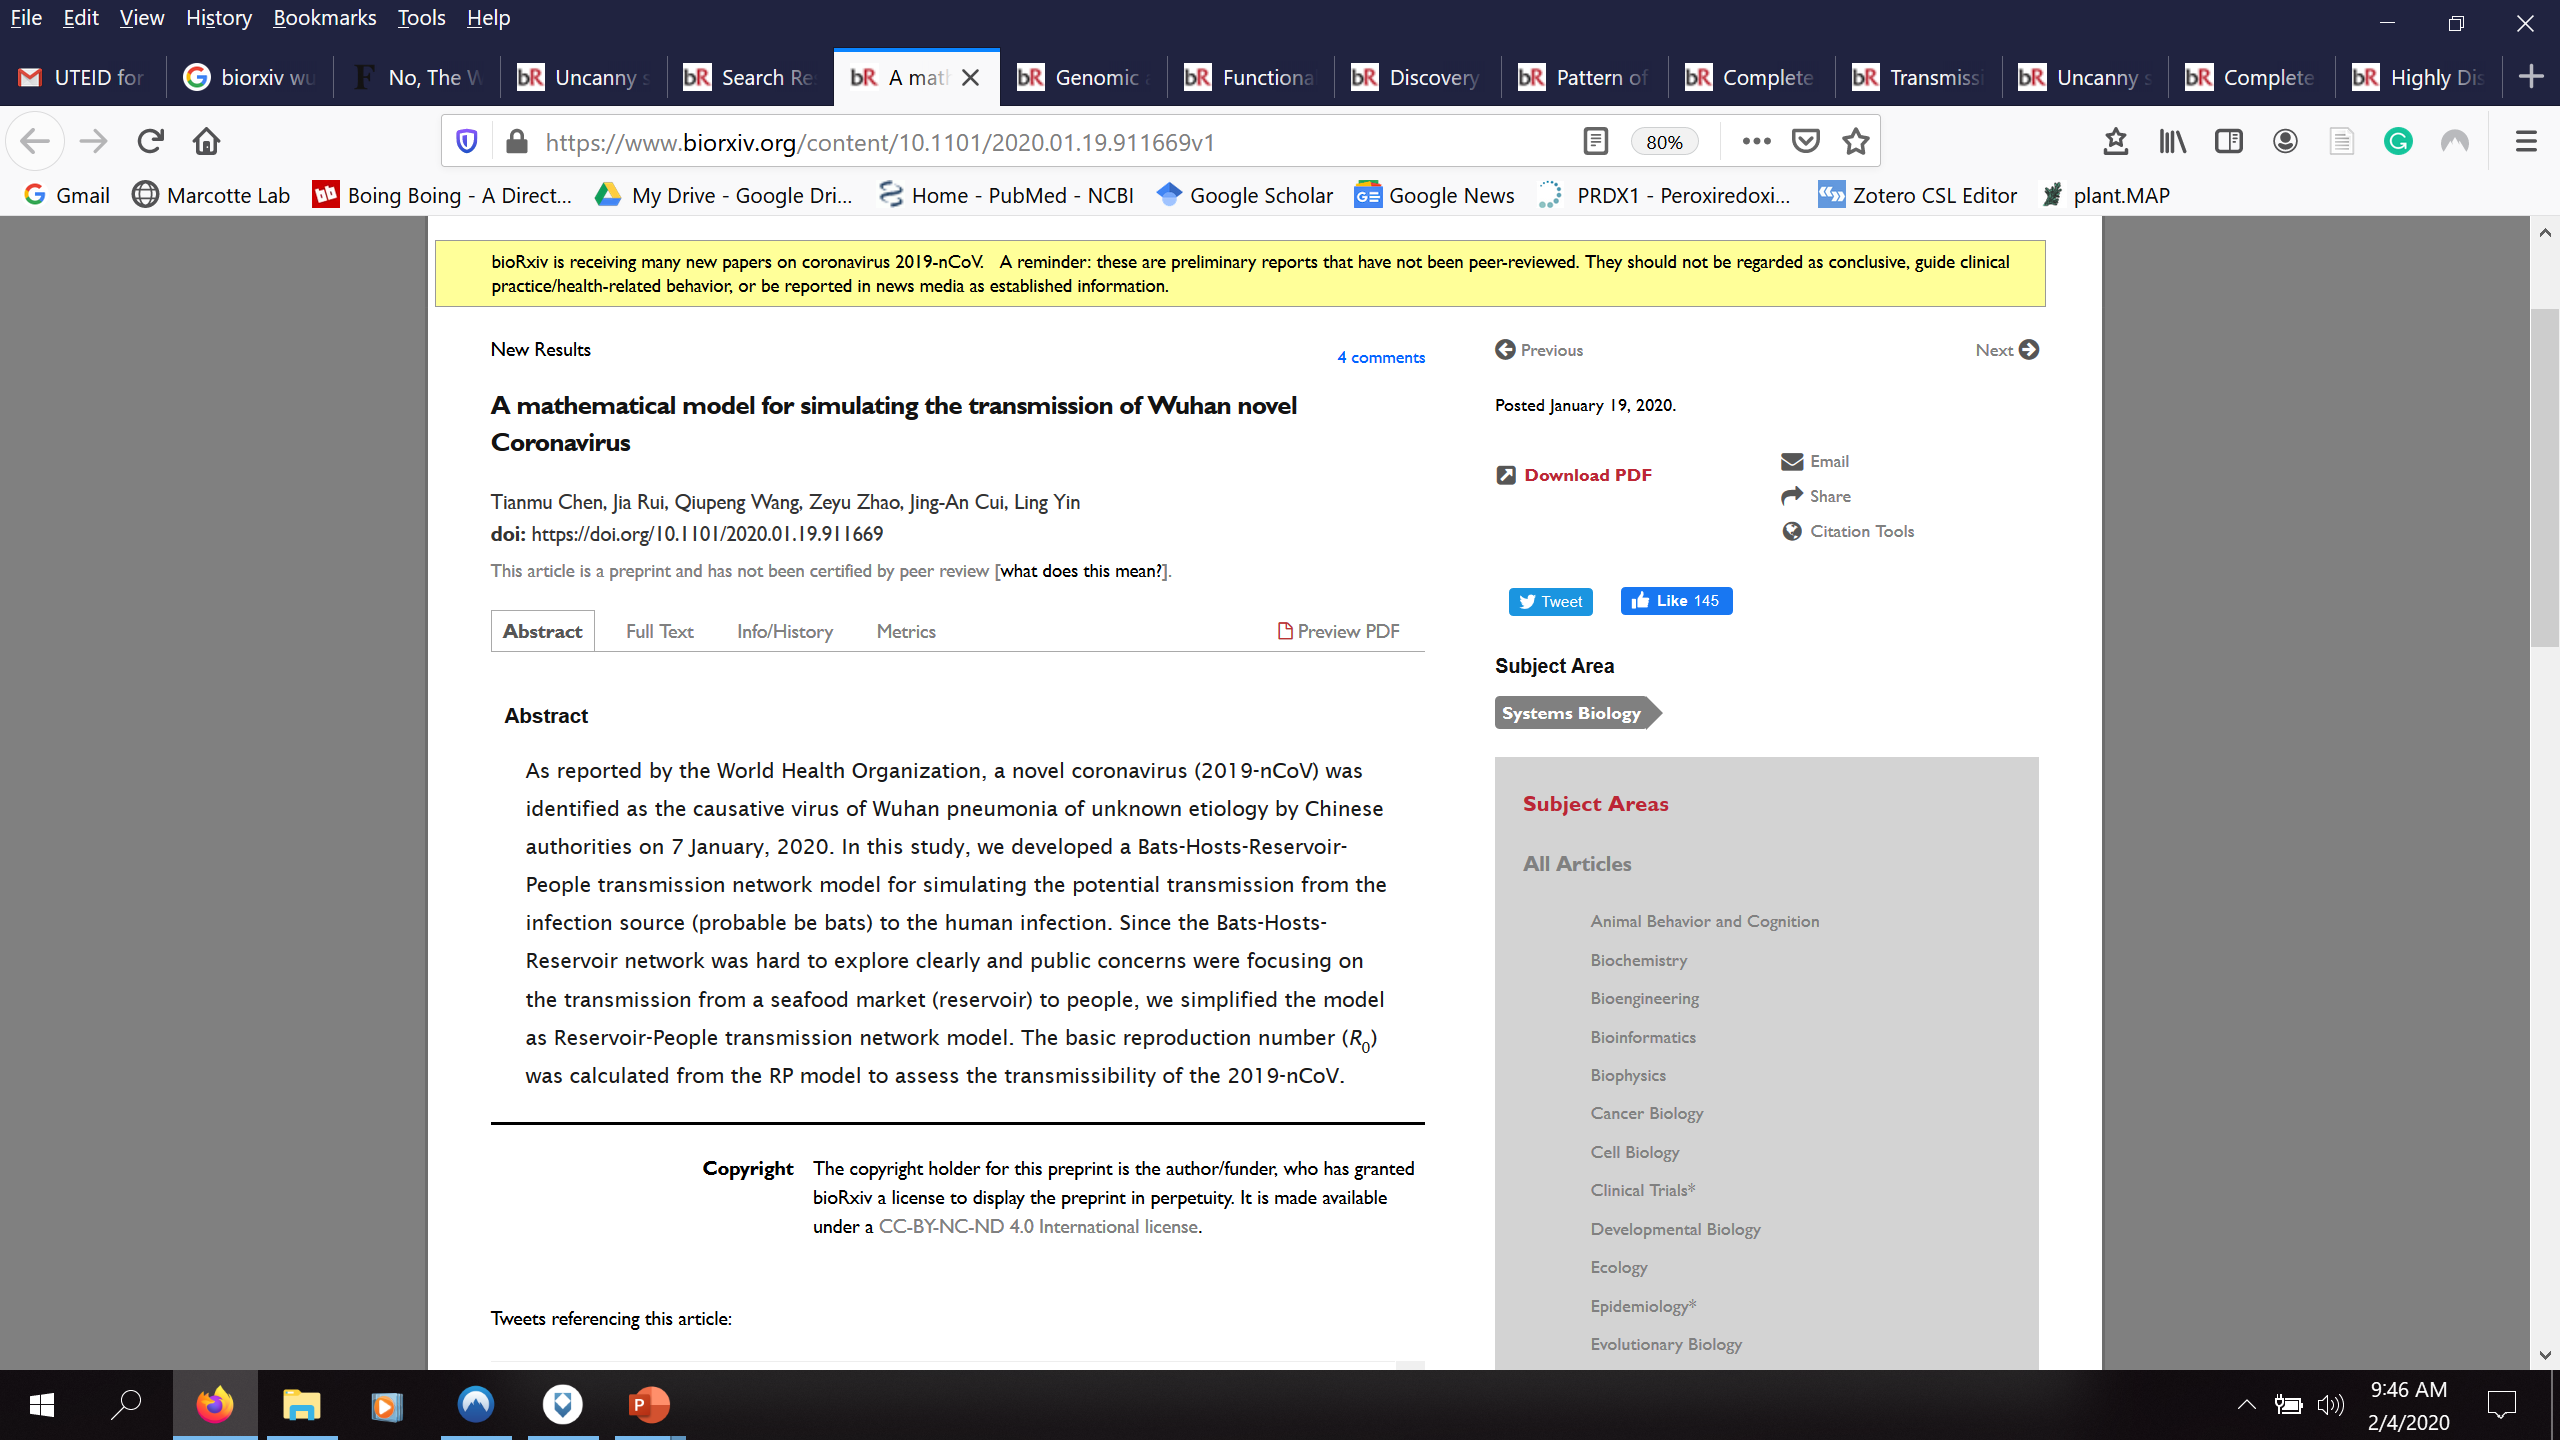 File Edit View History Bookmarks Tools Help
UTEID for
biorxiv wu
No, The W
Uncanny s
Search Re
A mat
Genomic a
Functiona
Discovery
Pattern of
Complete
Transmissi
Uncanny s
Complete
Highly Dis
https://www.biorxiv.org/content/10.1101/2020.01.19.911669v1
80%
Gmail Marcotte Lab Boing Boing - A Direct... My Drive - Google Dri... Home - PubMed - NCBI Google Scholar Google News PRDX1 - Peroxiredoxi... Zotero CSL Editor plant.MAP
bioRxiv is receiving many new papers on coronavirus 2019-nCoV. A reminder: these are preliminary reports that have not been peer-reviewed. They should not be regarded as conclusive, guide clinical
practice/health-related behavior, or be reported in news media as established information.
New Results
4 comments
A mathematical model for simulating the transmission of Wuhan novel
Coronavirus
Tianmu Chen, Jia Rui, Qiupeng Wang, Zeyu Zhao, Jing-An Cui, Ling Yin
doi: https://doi.org/10.1101/2020.01.19.911669
This article is a preprint and has not been certified by peer review [what does this mean?].
Abstract Full Text Info/History Metrics Preview PDF
Abstract
As reported by the World Health Organization, a novel coronavirus (2019-nCoV) was
identified as the causative virus of Wuhan pneumonia of unknown etiology by Chinese
authorities on 7 January, 2020. In this study, we developed a Bats-Hosts-Reservoir-
People transmission network model for simulating the potential transmission from the
infection source (probable be bats) to the human infection. Since the Bats-Hosts-
Reservoir network was hard to explore clearly and public concerns were focusing on
the transmission from a seafood market (reservoir) to people, we simplified the model
as Reservoir-People transmission network model. The basic reproduction number (R0)
was calculated from the RP model to assess the transmissibility of the 2019-nCoV.
Copyright The copyright holder for this preprint is the author/funder, who has granted
bioRxiv a license to display the preprint in perpetuity. It is made available
under a CC-BY-NC-ND 4.0 International license.
Tweets referencing this article:
Previous
Next
Posted January 19, 2020.
Download PDF
Email
Share
Citation Tools
Tweet
Like 145
Subject Area
Systems Biology
Subject Areas
All Articles
Animal Behavior and Cognition
Biochemistry
Bioengineering
Bioinformatics
Biophysics
Cancer Biology
Cell Biology
Clinical Trials*
Developmental Biology
Ecology
Epidemiology*
Evolutionary Biology
9:46 AM
2/4/2020